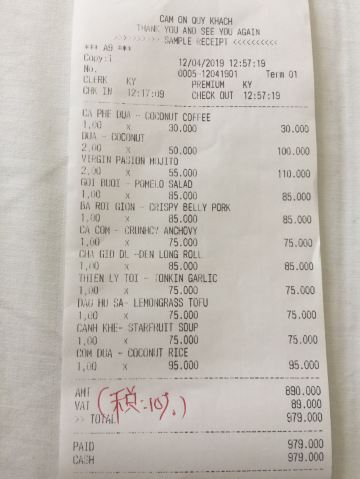 CAM ON QUY KHACH
THANK YOU AND SEE YOU AGAIN
>>>>>>>>>> SAMPLE RECEIPT <<<<<<<<<<
*** A9 ***
Copy:1 12/04/2019 12:57:19
No. 0005-12041901 Term 01
CLERK KY PREMIUM KY
CHK IN 12:17:09 CHECK OUT 12:57:19
CA PHE DUA - COCONUT COFFEE
1,00 x 30.000 30.000
DUA - COCONUT
2,00 x 50.000 100.000
VIRGIN PASION MOJITO
2,00 x 55.000 110.000
GOI BUOI - POMELO SALAD
1,00 x 85.000 85.000
BA ROI GION - CRISPY BELLY PORK
1,00 x 85.000 85.000
CA COM - CRUNHCY ANCHOVY
1,00 x 75.000 75.000
CHA GIO DL -DEN LONG ROLL
1,00 x 85.000 85.000
THIEN LY TOI - TONKIN GARLIC
1,00 x 75.000 75.000
DAU HU SA- LEMONGRASS TOFU
1,00 x 75.000 75.000
CANH KHE- STARFRUIT SOUP
1,00 x 75.000 75.000
COM DUA - COCONUT RICE
1,00 x 95.000 95.000
AMT 890.000
VAT 89.000
(税:10%)
>> TOTAL 979.000
PAID 979.000
CASH 979.000